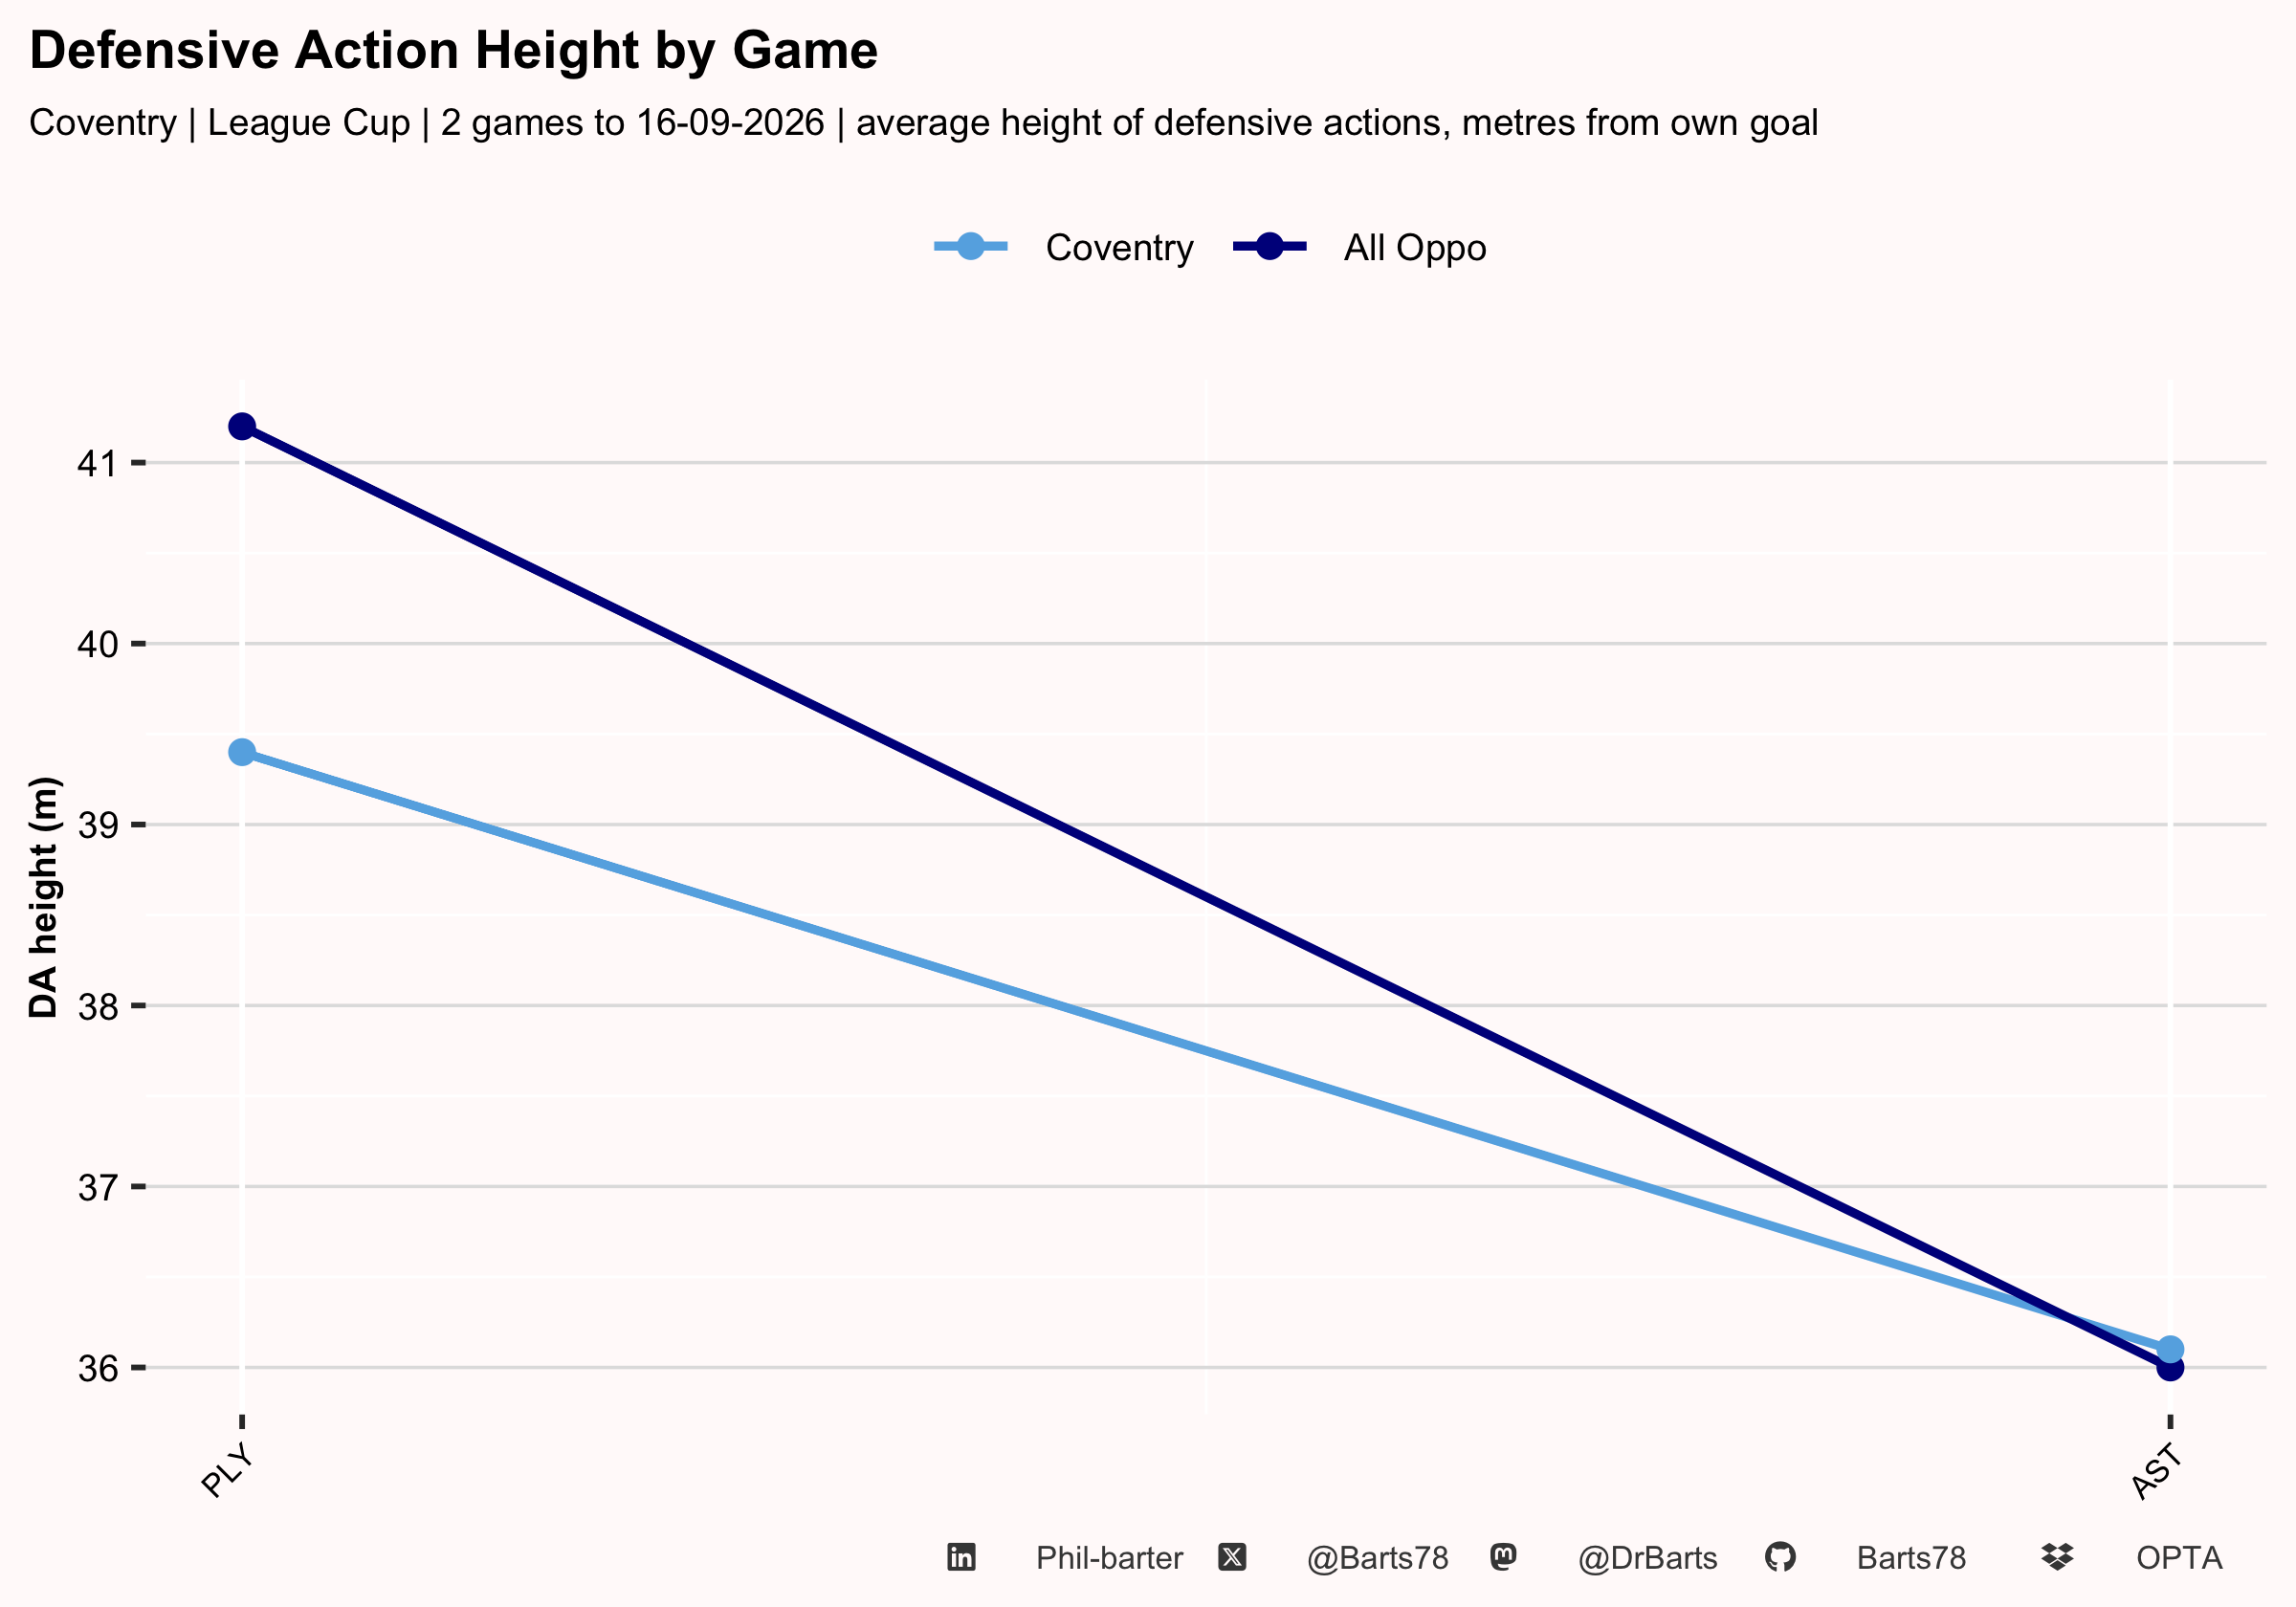 Defensive Action Height by Game
Coventry | League Cup | 2 games to 16-09-2026 | average height of defensive actions, metres from own goal
Coventry All Oppo
DA height (m)
41
40
39
38
37
36
PLY AST
Phil-barter @Barts78 @DrBarts Barts78 OPTA